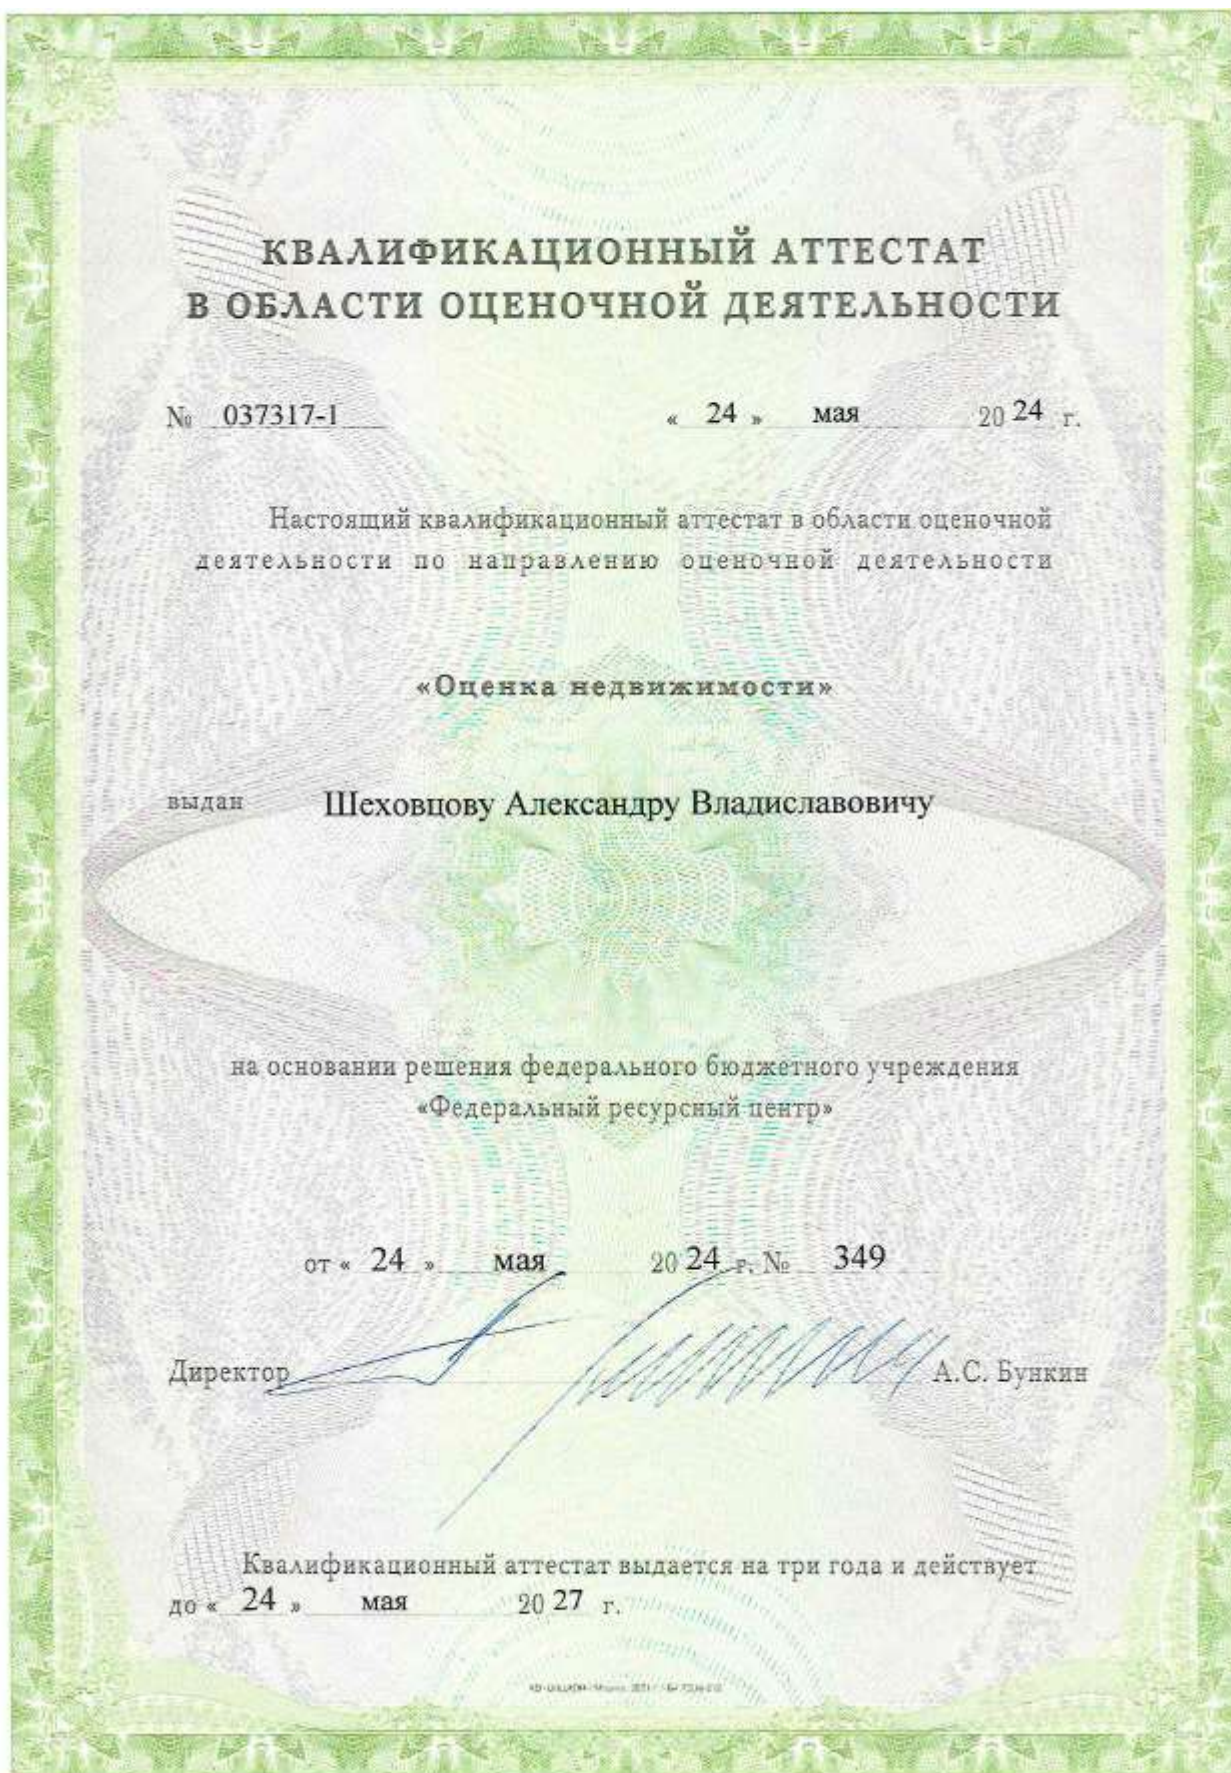 КВАЛИФИКАЦИОННЫЙ АТТЕСТАТ
В ОБЛАСТИ ОЦЕНОЧНОЙ ДЕЯТЕЛЬНОСТИ
№ 037317-1 « 24 » мая 20 24 г.
Настоящий квалификационный аттестат в области оценочной
деятельности по направлению оценочной деятельности
«Оценка недвижимости»
выдан Шеховцову Александру Владиславовичу
на основании решения федерального бюджетного учреждения
«Федеральный ресурсный центр»
от « 24 » мая 20 24 г. № 349
Директор А.С. Бункин
Квалификационный аттестат выдается на три года и действует
до « 24 » мая 20 27 г.